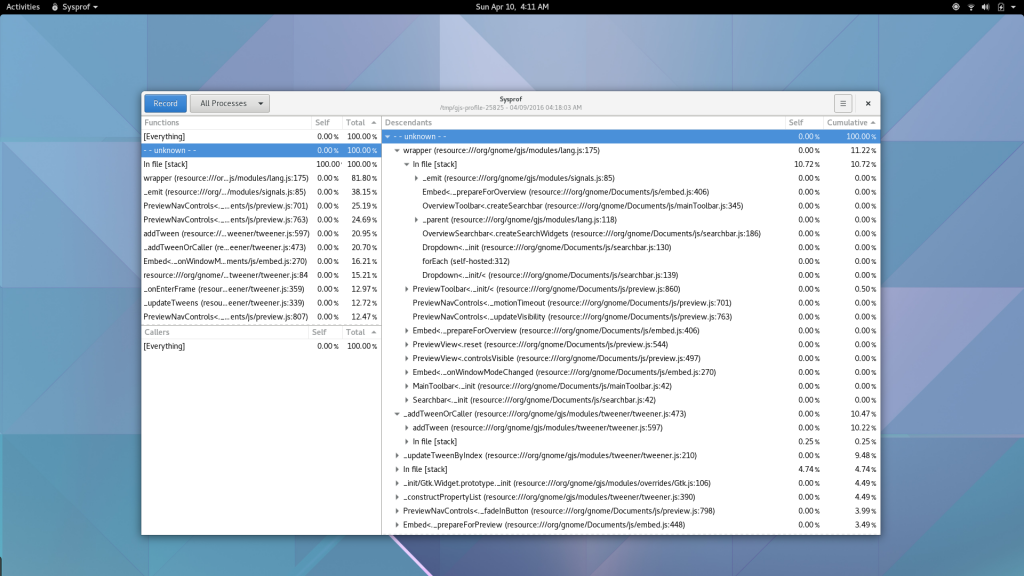 Activities Sysprof Sun Apr 10, 4:11 AM
Record All Processes Sysprof
/tmp/gjs-profile-25825 - 04/09/2016 04:18:03 AM
Functions Self Total
[Everything] 0.00% 100.00%
- - unknown - - 0.00% 100.00%
In file [stack] 100.00% 100.00%
wrapper (resource:///or…js/modules/lang.js:175) 0.00% 81.80%
_emit (resource:///org/…/modules/signals.js:85) 0.00% 38.15%
PreviewNavControls<._…ents/js/preview.js:701) 0.00% 25.19%
PreviewNavControls<._…ents/js/preview.js:763) 0.00% 24.69%
addTween (resource:/…weener/tweener.js:597) 0.00% 20.95%
_addTweenOrCaller (re…eener/tweener.js:473) 0.00% 20.70%
Embed<._onWindowM…ments/js/embed.js:270) 0.00% 16.21%
resource:///org/gnome/…tweener/tweener.js:84 0.00% 15.21%
_onEnterFrame (resour…eener/tweener.js:359) 0.00% 12.97%
_updateTweens (resou…eener/tweener.js:339) 0.00% 12.72%
PreviewNavControls<._…ents/js/preview.js:807) 0.00% 12.47%
Callers Self Total
[Everything] 0.00% 100.00%
Descendants Self Cumulative
- - unknown - - 0.00% 100.00%
wrapper (resource:///org/gnome/gjs/modules/lang.js:175) 0.00% 11.22%
In file [stack] 10.72% 10.72%
_emit (resource:///org/gnome/gjs/modules/signals.js:85) 0.00% 0.00%
Embed<._prepareForOverview (resource:///org/gnome/Documents/js/embed.js:406) 0.00% 0.00%
OverviewToolbar<.createSearchbar (resource:///org/gnome/Documents/js/mainToolbar.js:345) 0.00% 0.00%
_parent (resource:///org/gnome/gjs/modules/lang.js:118) 0.00% 0.00%
OverviewSearchbar<.createSearchWidgets (resource:///org/gnome/Documents/js/searchbar.js:186) 0.00% 0.00%
Dropdown<._init (resource:///org/gnome/Documents/js/searchbar.js:130) 0.00% 0.00%
forEach (self-hosted:312) 0.00% 0.00%
Dropdown<._init/< (resource:///org/gnome/Documents/js/searchbar.js:139) 0.00% 0.00%
PreviewToolbar<._init/< (resource:///org/gnome/Documents/js/preview.js:860) 0.00% 0.50%
PreviewNavControls<._motionTimeout (resource:///org/gnome/Documents/js/preview.js:701) 0.00% 0.00%
PreviewNavControls<._updateVisibility (resource:///org/gnome/Documents/js/preview.js:763) 0.00% 0.00%
Embed<._prepareForOverview (resource:///org/gnome/Documents/js/embed.js:406) 0.00% 0.00%
PreviewView<.reset (resource:///org/gnome/Documents/js/preview.js:544) 0.00% 0.00%
PreviewView<.controlsVisible (resource:///org/gnome/Documents/js/preview.js:497) 0.00% 0.00%
Embed<._onWindowModeChanged (resource:///org/gnome/Documents/js/embed.js:270) 0.00% 0.00%
MainToolbar<._init (resource:///org/gnome/Documents/js/mainToolbar.js:42) 0.00% 0.00%
Searchbar<._init (resource:///org/gnome/Documents/js/searchbar.js:42) 0.00% 0.00%
_addTweenOrCaller (resource:///org/gnome/gjs/modules/tweener/tweener.js:473) 0.00% 10.47%
addTween (resource:///org/gnome/gjs/modules/tweener/tweener.js:597) 0.00% 10.22%
In file [stack] 0.25% 0.25%
_updateTweenByIndex (resource:///org/gnome/gjs/modules/tweener/tweener.js:210) 0.00% 9.48%
In file [stack] 4.74% 4.74%
_init/Gtk.Widget.prototype._init (resource:///org/gnome/gjs/modules/overrides/Gtk.js:106) 0.00% 4.49%
_constructPropertyList (resource:///org/gnome/gjs/modules/tweener/tweener.js:390) 0.00% 4.49%
PreviewNavControls<._fadeInButton (resource:///org/gnome/Documents/js/preview.js:798) 0.00% 3.99%
Embed<._prepareForPreview (resource:///org/gnome/Documents/js/embed.js:448) 0.00% 3.49%